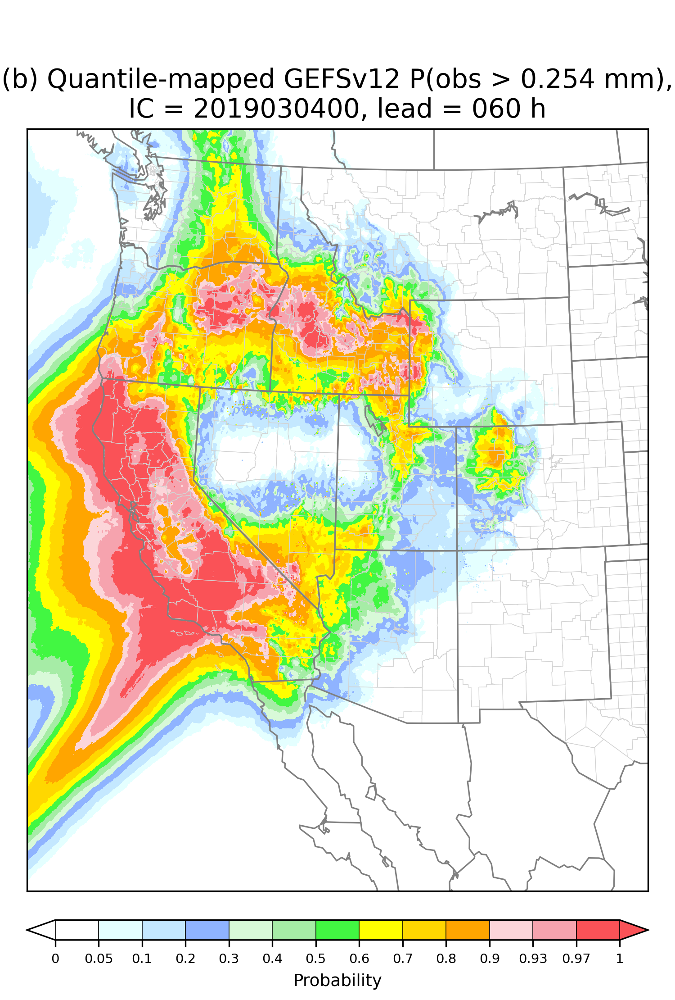 (b) Quantile-mapped GEFSv12 P(obs > 0.254 mm),
IC = 2019030400, lead = 060 h
0 0.05 0.1 0.2 0.3 0.4 0.5 0.6 0.7 0.8 0.9 0.93 0.97 1
Probability